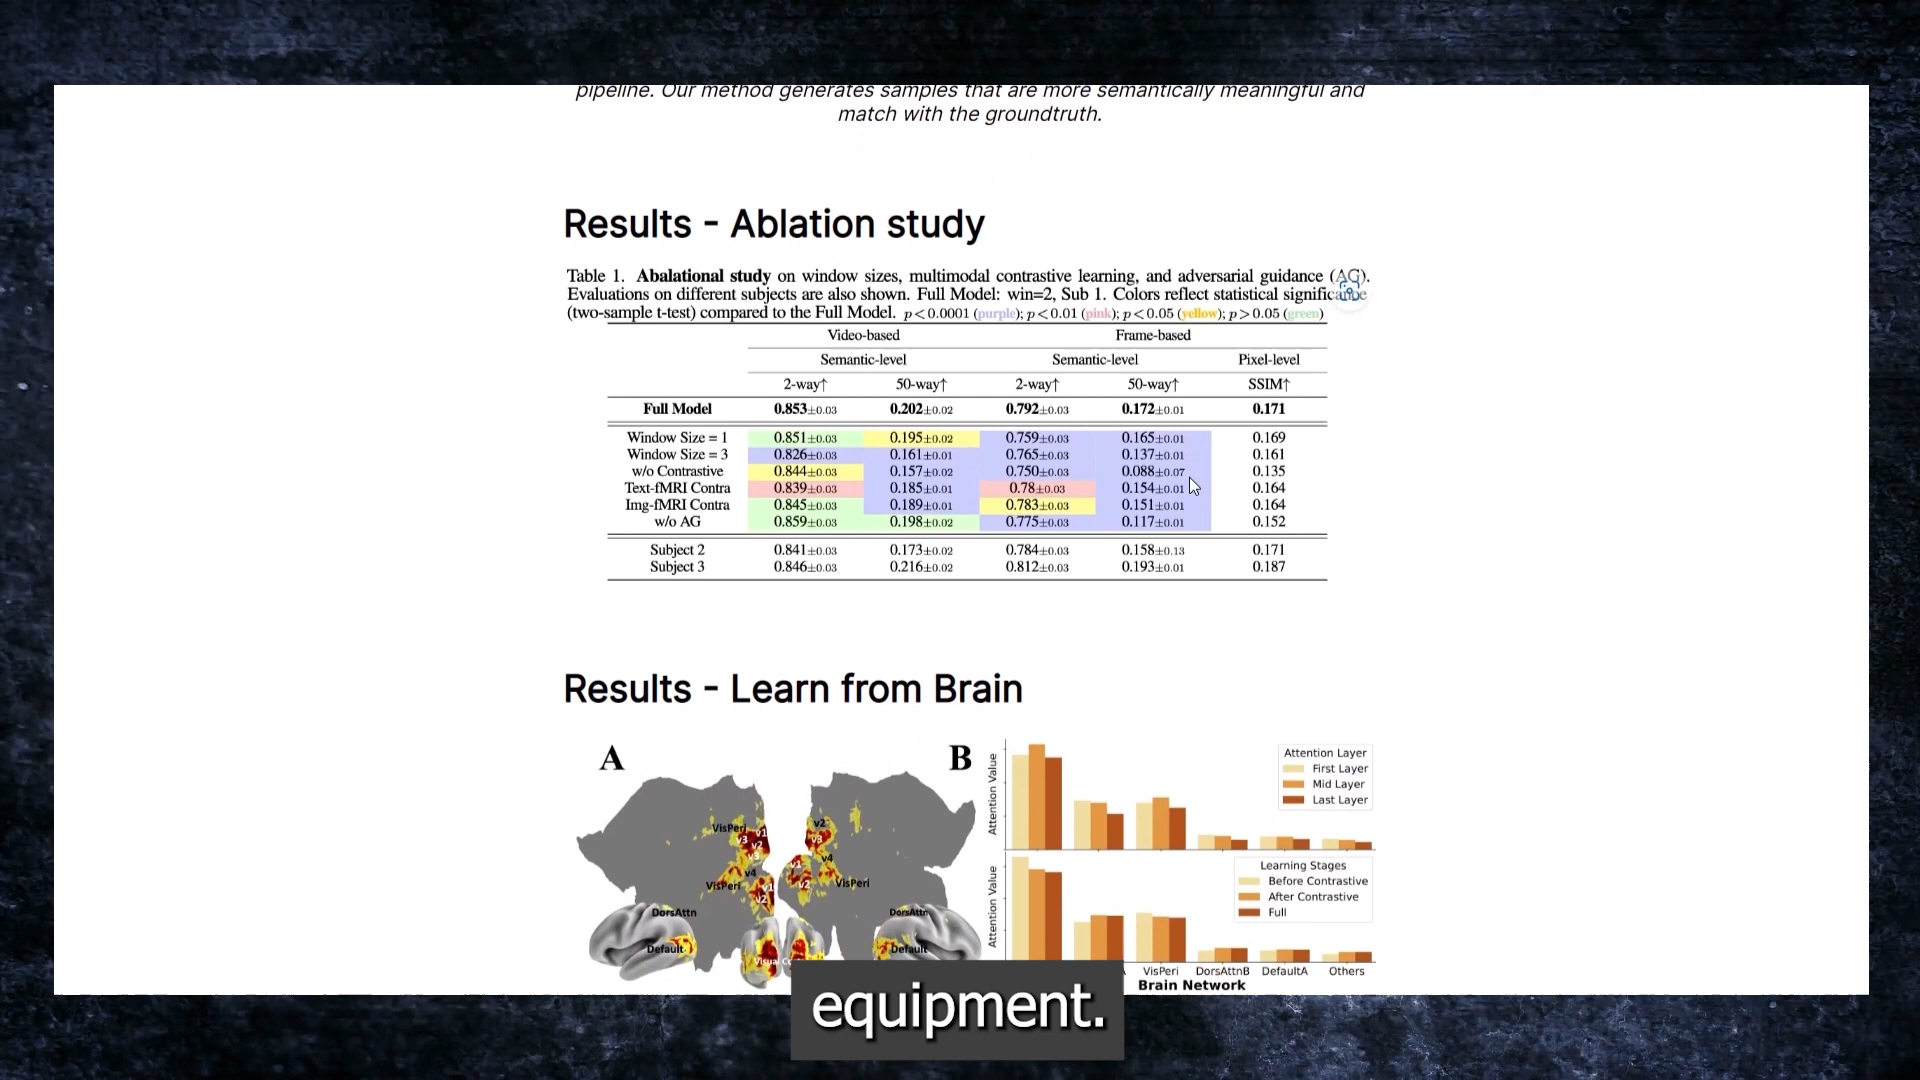 pipeline. Our method generates samples that are more semantically meaningful and
match with the groundtruth.
Results - Ablation study
Table 1. Abalational study on window sizes, multimodal contrastive learning, and adversarial guidance (AG).
Evaluations on different subjects are also shown. Full Model: win=2, Sub 1. Colors reflect statistical significance
(two-sample t-test) compared to the Full Model. p<0.0001 (purple); p<0.01 (pink); p<0.05 (yellow); p>0.05 (green)
Video-based Frame-based
Semantic-level Semantic-level Pixel-level
2-way↑ 50-way↑ 2-way↑ 50-way↑ SSIM↑
Full Model 0.853±0.03 0.202±0.02 0.792±0.03 0.172±0.01 0.171
Window Size = 1 0.851±0.03 0.195±0.02 0.759±0.03 0.165±0.01 0.169
Window Size = 3 0.826±0.03 0.161±0.01 0.765±0.03 0.137±0.01 0.161
w/o Contrastive 0.844±0.03 0.157±0.02 0.750±0.03 0.088±0.07 0.135
Text-fMRI Contra 0.839±0.03 0.185±0.01 0.78±0.03 0.154±0.01 0.164
Img-fMRI Contra 0.845±0.03 0.189±0.01 0.783±0.03 0.151±0.01 0.164
w/o AG 0.859±0.03 0.198±0.02 0.775±0.03 0.117±0.01 0.152
Subject 2 0.841±0.03 0.173±0.02 0.784±0.03 0.158±0.13 0.171
Subject 3 0.846±0.03 0.216±0.02 0.812±0.03 0.193±0.01 0.187
Results - Learn from Brain
A
VisPeri v1 v2
v3 v2 v3
v3
v4 v1 v4
VisPeri v1 v2 VisPeri
v2
DorsAttn DorsAttn
Default Default
B
Attention Value
Attention Layer
First Layer
Mid Layer
Last Layer
Attention Value
Learning Stages
Before Contrastive
After Contrastive
Full
VisPeri DorsAttnB DefaultA Others
Brain Network
equipment.